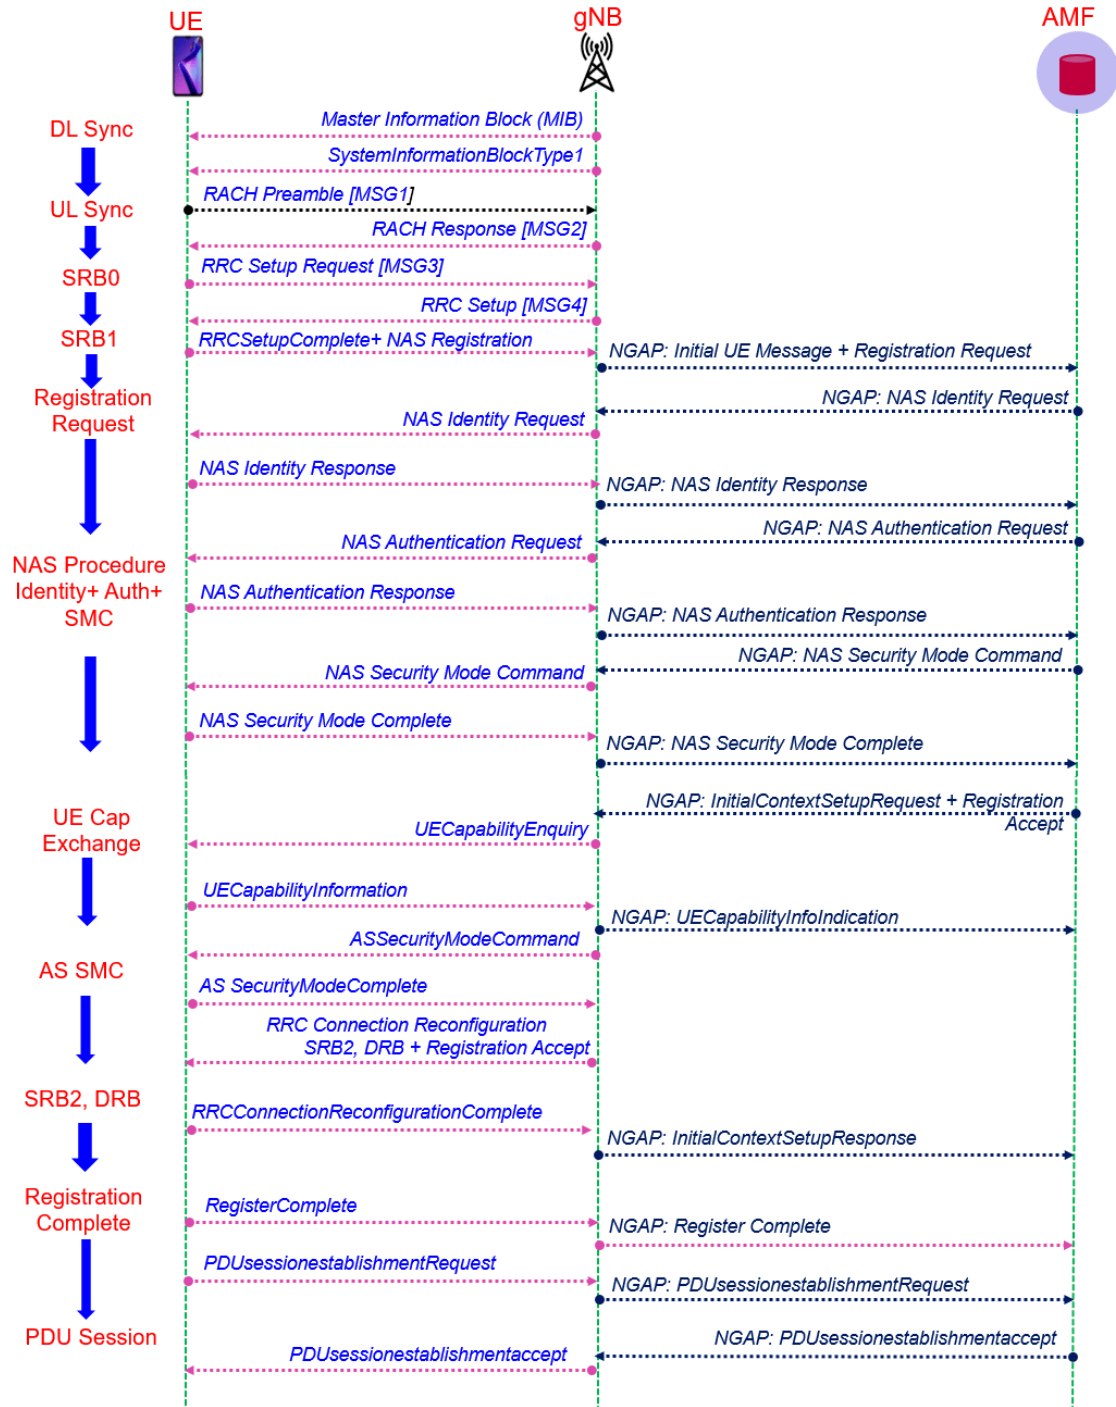 UE
gNB
AMF
DL Sync
Master Information Block (MIB)
SystemInformationBlockType1
UL Sync
RACH Preamble [MSG1]
RACH Response [MSG2]
SRB0
RRC Setup Request [MSG3]
RRC Setup [MSG4]
SRB1
RRCSetupComplete+ NAS Registration
NGAP: Initial UE Message + Registration Request
Registration
Request
NGAP: NAS Identity Request
NAS Identity Request
NAS Identity Response
NGAP: NAS Identity Response
NGAP: NAS Authentication Request
NAS Authentication Request
NAS Procedure
Identity+ Auth+
SMC
NAS Authentication Response
NGAP: NAS Authentication Response
NGAP: NAS Security Mode Command
NAS Security Mode Command
NAS Security Mode Complete
NGAP: NAS Security Mode Complete
NGAP: InitialContextSetupRequest + Registration
Accept
UE Cap
Exchange
UECapabilityEnquiry
UECapabilityInformation
NGAP: UECapabilityInfoIndication
ASSecurityModeCommand
AS SMC
AS SecurityModeComplete
RRC Connection Reconfiguration
SRB2, DRB + Registration Accept
SRB2, DRB
RRCConnectionReconfigurationComplete
NGAP: InitialContextSetupResponse
Registration
Complete
RegisterComplete
NGAP: Register Complete
PDUsessionestablishmentRequest
NGAP: PDUsessionestablishmentRequest
PDU Session
NGAP: PDUsessionestablishmentaccept
PDUsessionestablishmentaccept